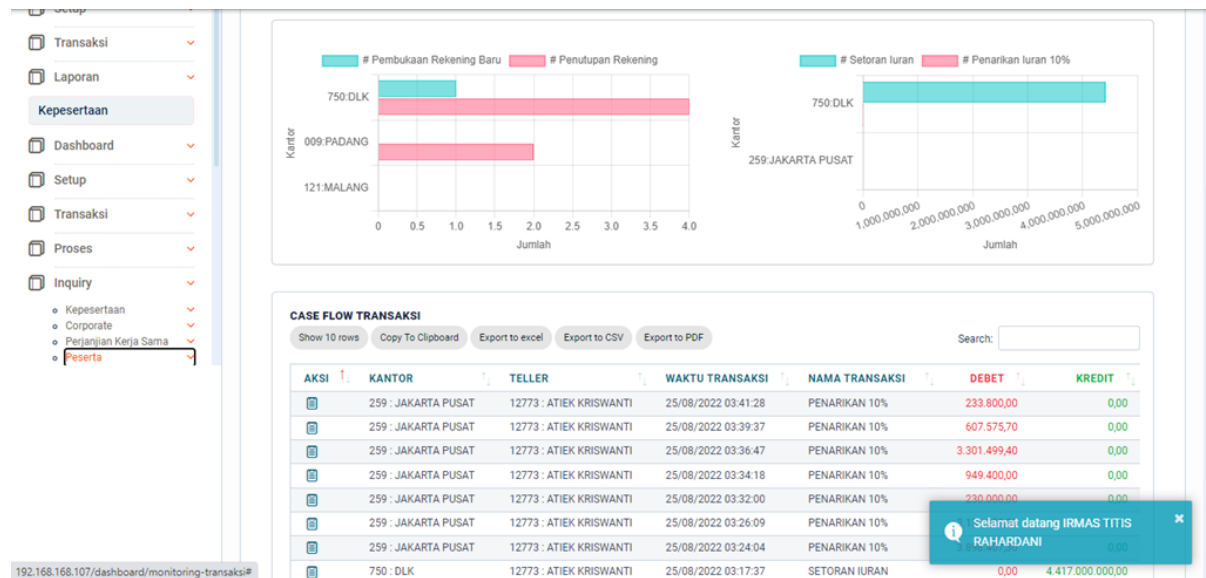 Setup
Transaksi
Laporan
Kepesertaan
Dashboard
Setup
Transaksi
Proses
Inquiry
Kepesertaan
Corporate
Perjanjian Kerja Sama
Peserta
# Pembukaan Rekening Baru # Penutupan Rekening
Kantor
750:DLK
009:PADANG
121:MALANG
0 0.5 1.0 1.5 2.0 2.5 3.0 3.5 4.0
Jumlah
# Setoran Iuran # Penarikan Iuran 10%
Kantor
750:DLK
259:JAKARTA PUSAT
0 1,000,000,000 2,000,000,000 3,000,000,000 4,000,000,000 5,000,000,000
Jumlah
CASE FLOW TRANSAKSI
Show 10 rows Copy To Clipboard Export to excel Export to CSV Export to PDF Search:
AKSI KANTOR TELLER WAKTU TRANSAKSI NAMA TRANSAKSI DEBET KREDIT
259 : JAKARTA PUSAT 12773 : ATIEK KRISWANTI 25/08/2022 03:41:28 PENARIKAN 10% 233.800,00 0,00
259 : JAKARTA PUSAT 12773 : ATIEK KRISWANTI 25/08/2022 03:39:37 PENARIKAN 10% 607.575,70 0,00
259 : JAKARTA PUSAT 12773 : ATIEK KRISWANTI 25/08/2022 03:36:47 PENARIKAN 10% 3.301.499,40 0,00
259 : JAKARTA PUSAT 12773 : ATIEK KRISWANTI 25/08/2022 03:34:18 PENARIKAN 10% 949.400,00 0,00
259 : JAKARTA PUSAT 12773 : ATIEK KRISWANTI 25/08/2022 03:32:00 PENARIKAN 10% 230.000,00 0,00
259 : JAKARTA PUSAT 12773 : ATIEK KRISWANTI 25/08/2022 03:26:09 PENARIKAN 10%
259 : JAKARTA PUSAT 12773 : ATIEK KRISWANTI 25/08/2022 03:24:04 PENARIKAN 10%
750 : DLK 12773 : ATIEK KRISWANTI 25/08/2022 03:17:37 SETORAN IURAN 0,00 4.417.000.000,00
Selamat datang IRMAS TITIS
RAHARDANI
192.168.168.107/dashboard/monitoring-transaksi#